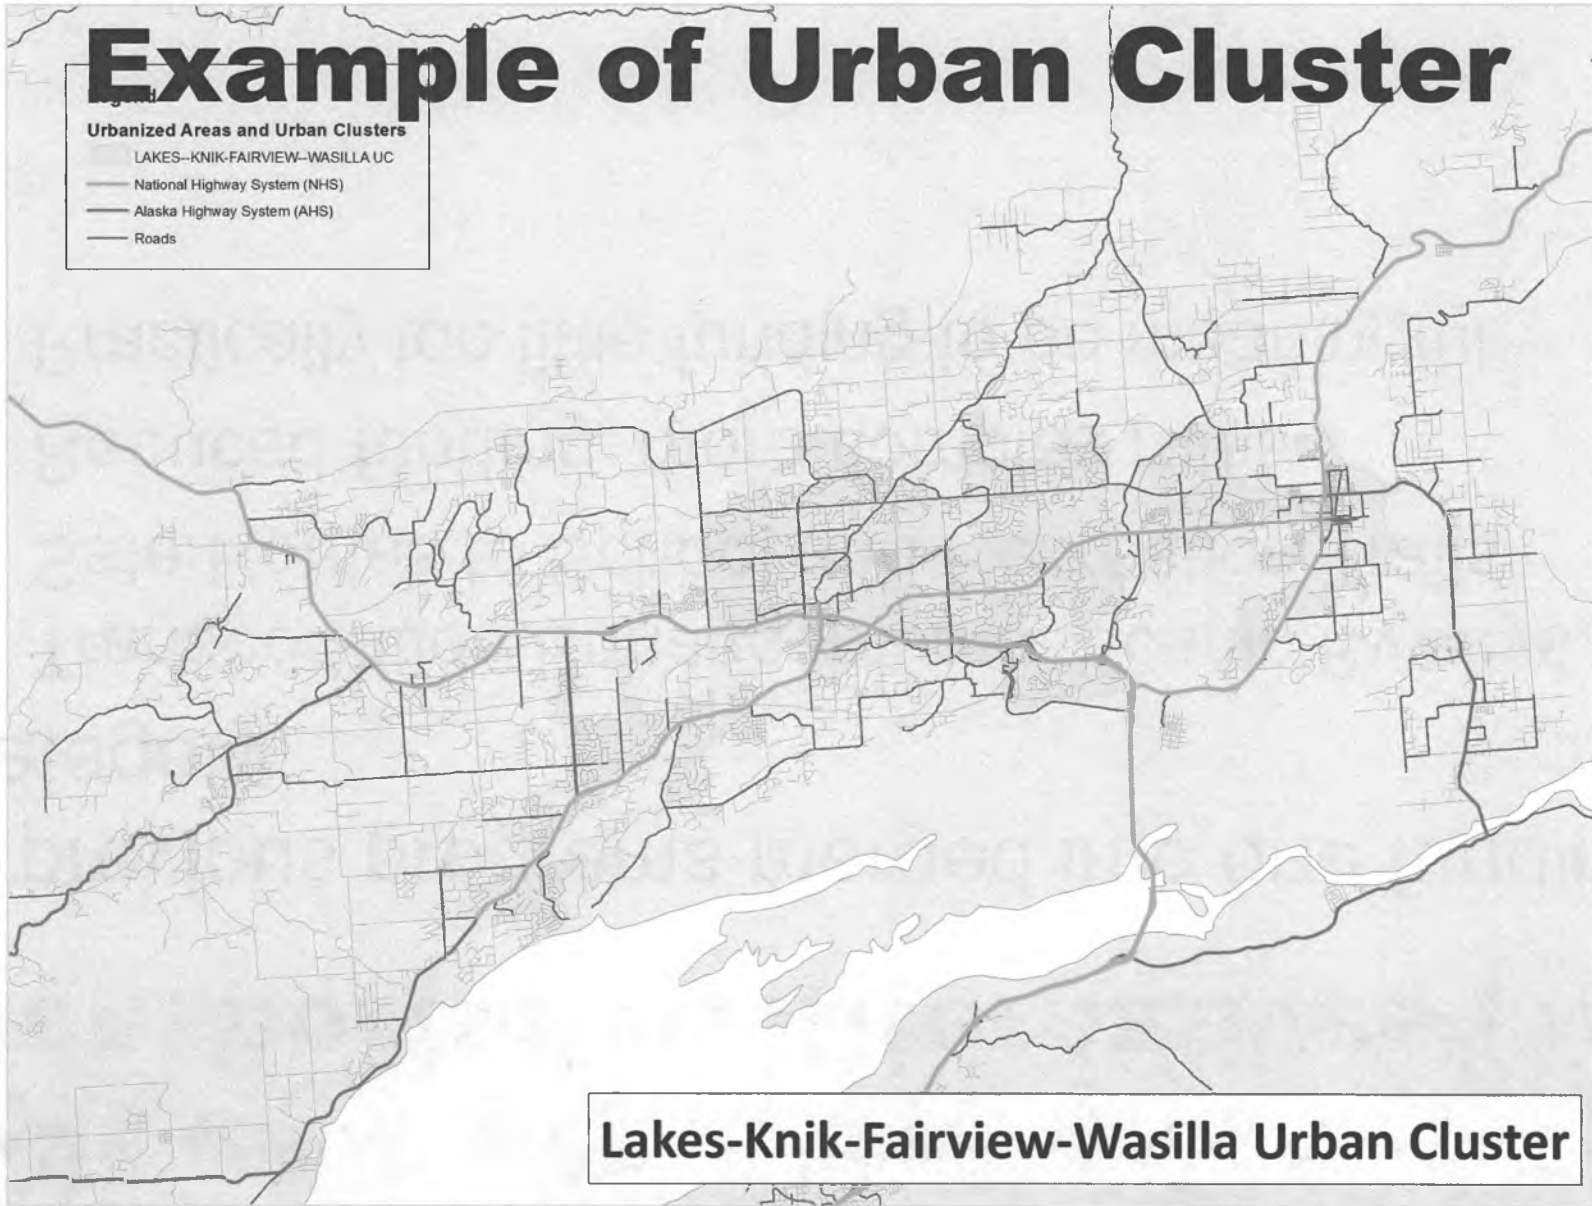 Example of Urban Cluster
Legend
Urbanized Areas and Urban Clusters
LAKES--KNIK-FAIRVIEW--WASILLA UC
National Highway System (NHS)
Alaska Highway System (AHS)
Roads
Lakes-Knik-Fairview-Wasilla Urban Cluster